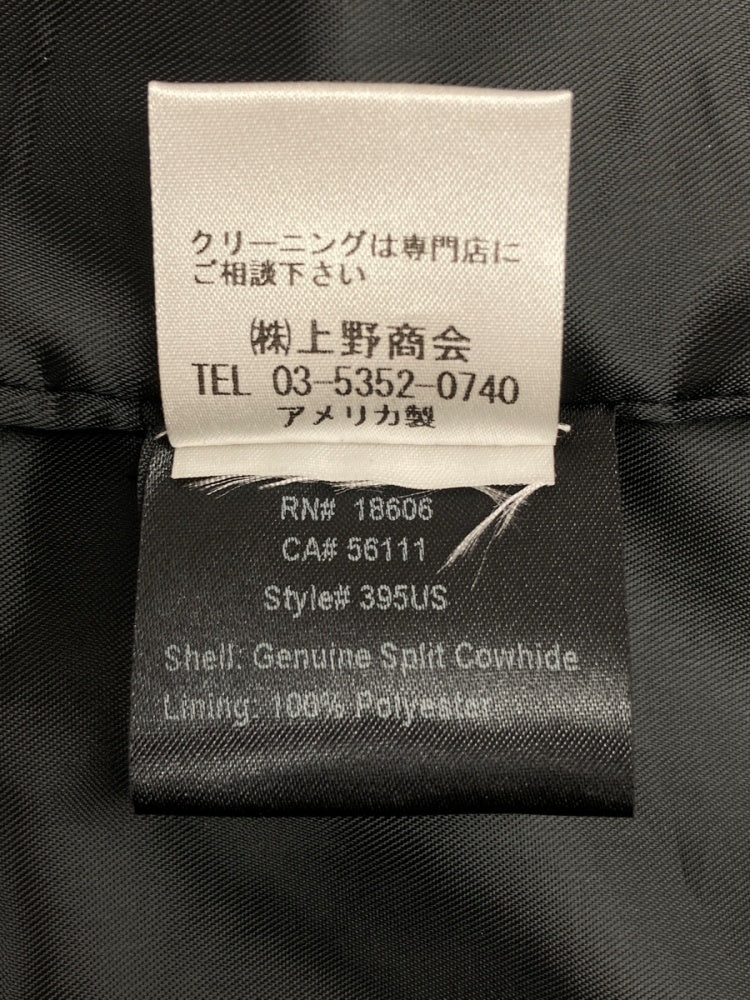 クリーニングは専門店に
ご相談下さい
㈱上野商会
TEL 03-5352-0740
アメリカ製
RN# 18606
CA# 56111
Style# 395US
Shell: Genuine Split Cowhide
Lining: 100% Polyester